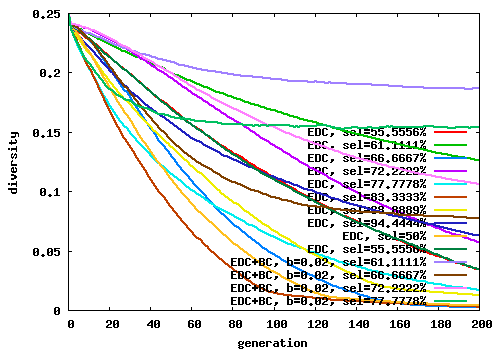 0.25
0.2
0.15
0.1
0.05
0
diversity
EDC, sel=55.5556%
EDC, sel=61.1111%
EDC, sel=66.6667%
EDC, sel=72.2222%
EDC, sel=77.7778%
EDC, sel=83.3333%
EDC, sel=88.8889%
EDC, sel=94.4444%
EDC, sel=50%
EDC, sel=55.5556%
EDC+BC, b=0.02, sel=61.1111%
EDC+BC, b=0.02, sel=66.6667%
EDC+BC, b=0.02, sel=72.2222%
EDC+BC, b=0.02, sel=77.7778%
0 20 40 60 80 100 120 140 160 180 200
generation